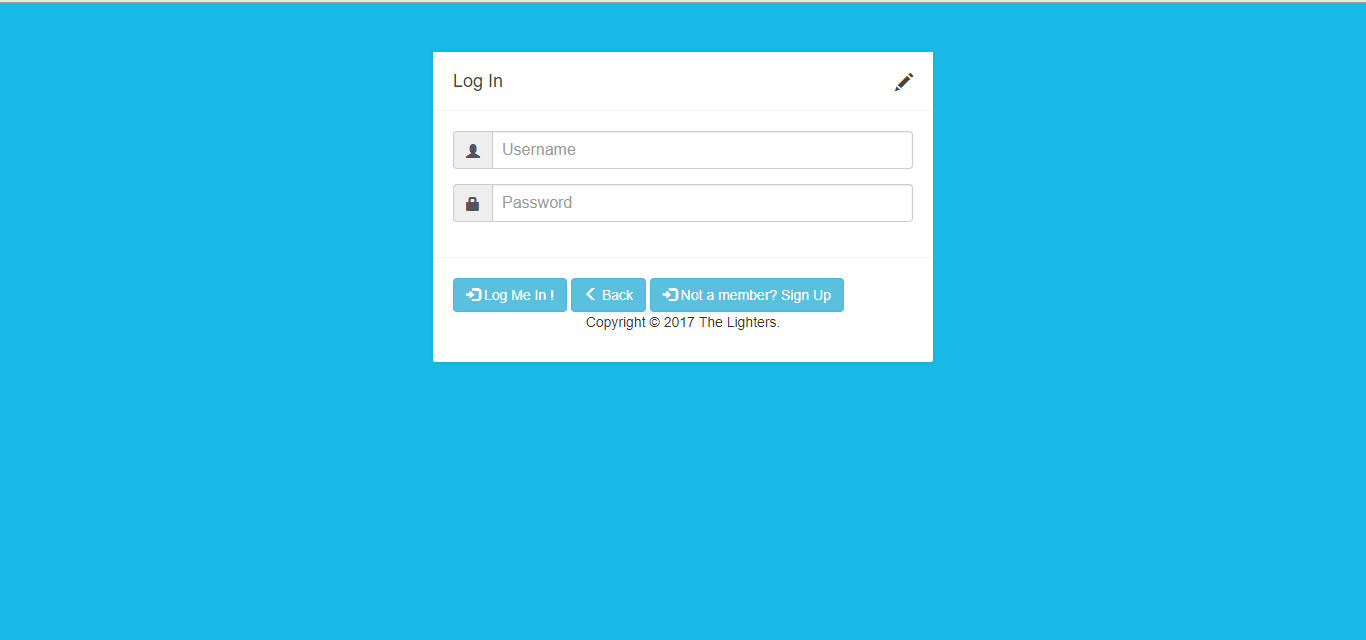 Log In
Username
Password
Log Me In ! Back Not a member? Sign Up
Copyright © 2017 The Lighters.